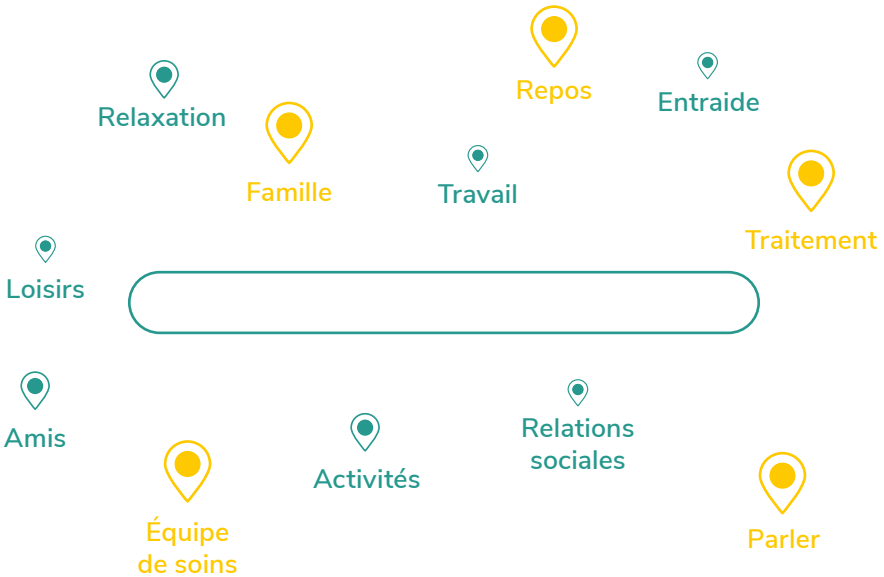 Repos
Entraide
Relaxation
Famille
Travail
Traitement
Loisirs
Amis
Relations
sociales
Activités
Équipe
de soins
Parler